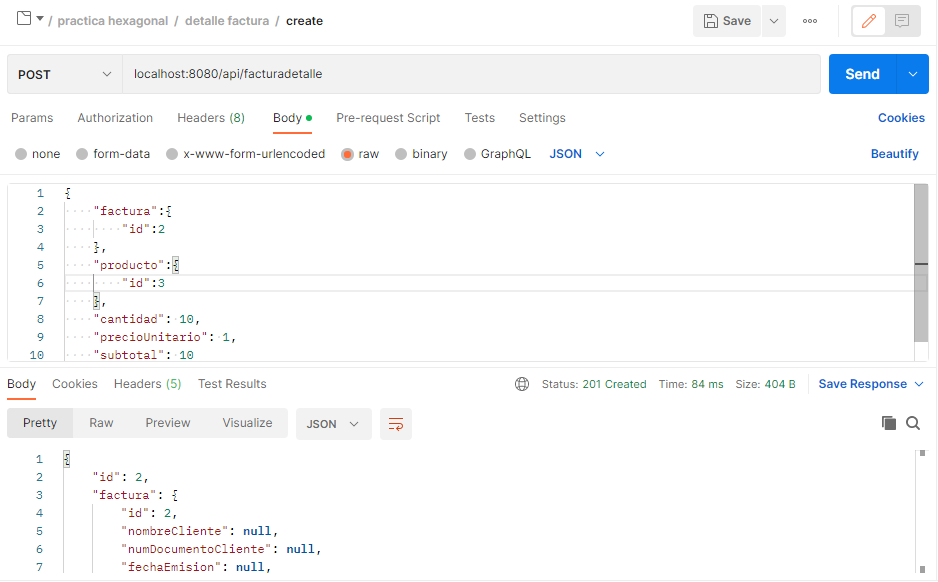 / practica hexagonal / detalle factura / create
Save
POST
localhost:8080/api/facturadetalle
Send
Params Authorization Headers (8) Body Pre-request Script Tests Settings Cookies
none form-data x-www-form-urlencoded raw binary GraphQL JSON Beautify
1 {
2 "factura":{
3 "id":2
4 },
5 "producto":{
6 "id":3
7 },
8 "cantidad": 10,
9 "precioUnitario": 1,
10 "subtotal": 10
Body Cookies Headers (5) Test Results Status: 201 Created Time: 84 ms Size: 404 B Save Response
Pretty Raw Preview Visualize JSON
1 {
2 "id": 2,
3 "factura": {
4 "id": 2,
5 "nombreCliente": null,
6 "numDocumentoCliente": null,
7 "fechaEmision": null,